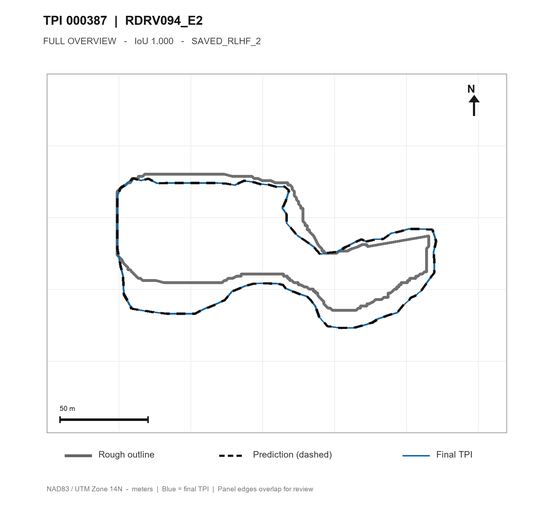 TPI 000387 | RDRV094_E2
FULL OVERVIEW - IoU 1.000 - SAVED_RLHF_2
N
50 m
Rough outline
Prediction (dashed)
Final TPI
NAD83 / UTM Zone 14N - meters | Blue = final TPI | Panel edges overlap for review